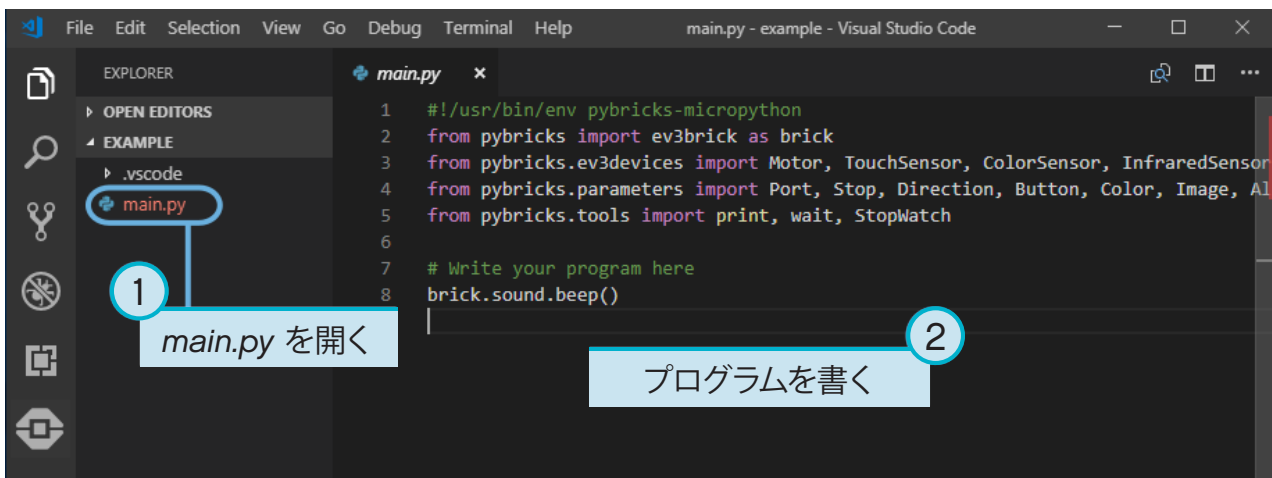 File Edit Selection View Go Debug Terminal Help main.py - example - Visual Studio Code
EXPLORER
OPEN EDITORS
EXAMPLE
.vscode
main.py
main.py
1 #!/usr/bin/env pybricks-micropython
2 from pybricks import ev3brick as brick
3 from pybricks.ev3devices import Motor, TouchSensor, ColorSensor, InfraredSensor
4 from pybricks.parameters import Port, Stop, Direction, Button, Color, Image, Al
5 from pybricks.tools import print, wait, StopWatch
6
7 # Write your program here
8 brick.sound.beep()
1
main.py を開く
2
プログラムを書く